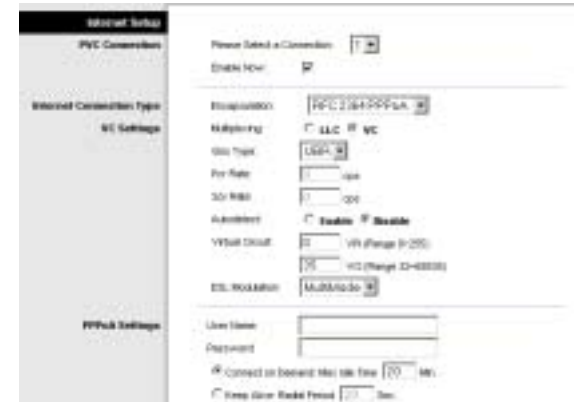 Internet Setup
PVC Connection
Please Select a Connection: 1
Enable Now:
Internet Connection Type
Encapsulation: RFC 2364 PPPoA
VC Settings
Multiplexing: LLC VC
Qos Type: UBR
Pcr Rate: cps
Scr Rate: cps
Autodetect: Enable Disable
Virtual Circuit: VPI (Range 0~255)
35 VCI (Range 32~65535)
DSL Modulation: MultiMode
PPPoA Settings
User Name:
Password:
Connect on Demand: Max Idle Time 20 Min.
Keep Alive: Redial Period Sec.